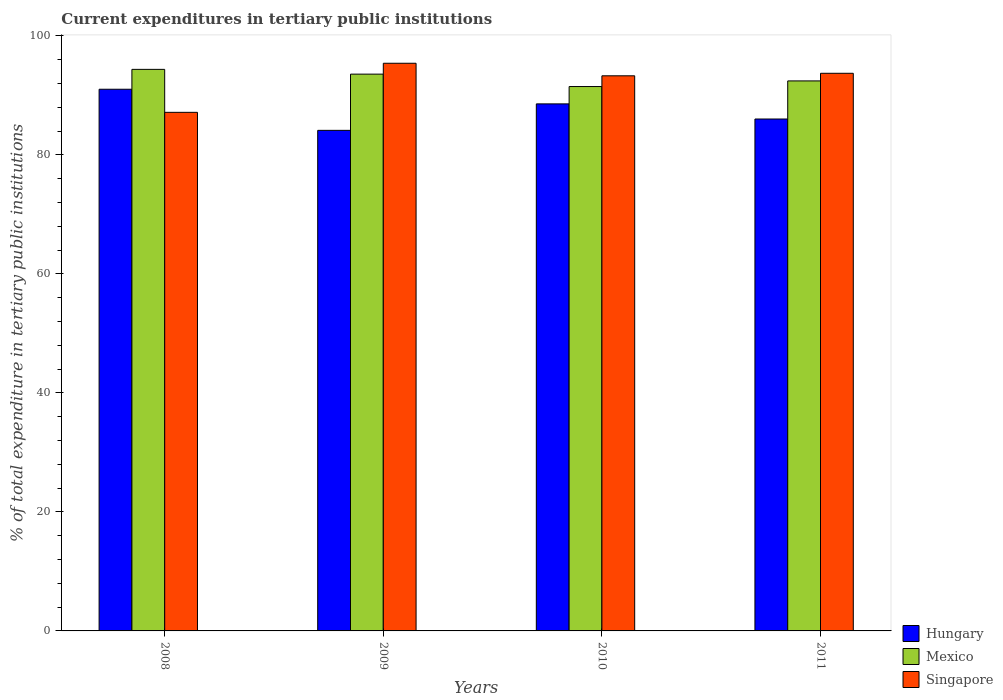 Current expenditures in tertiary public institutions
% of total expenditure in tertiary public institutions
100
80
60
40
20
0
2008
2009
2010
2011
Years
Hungary
Mexico
Singapore